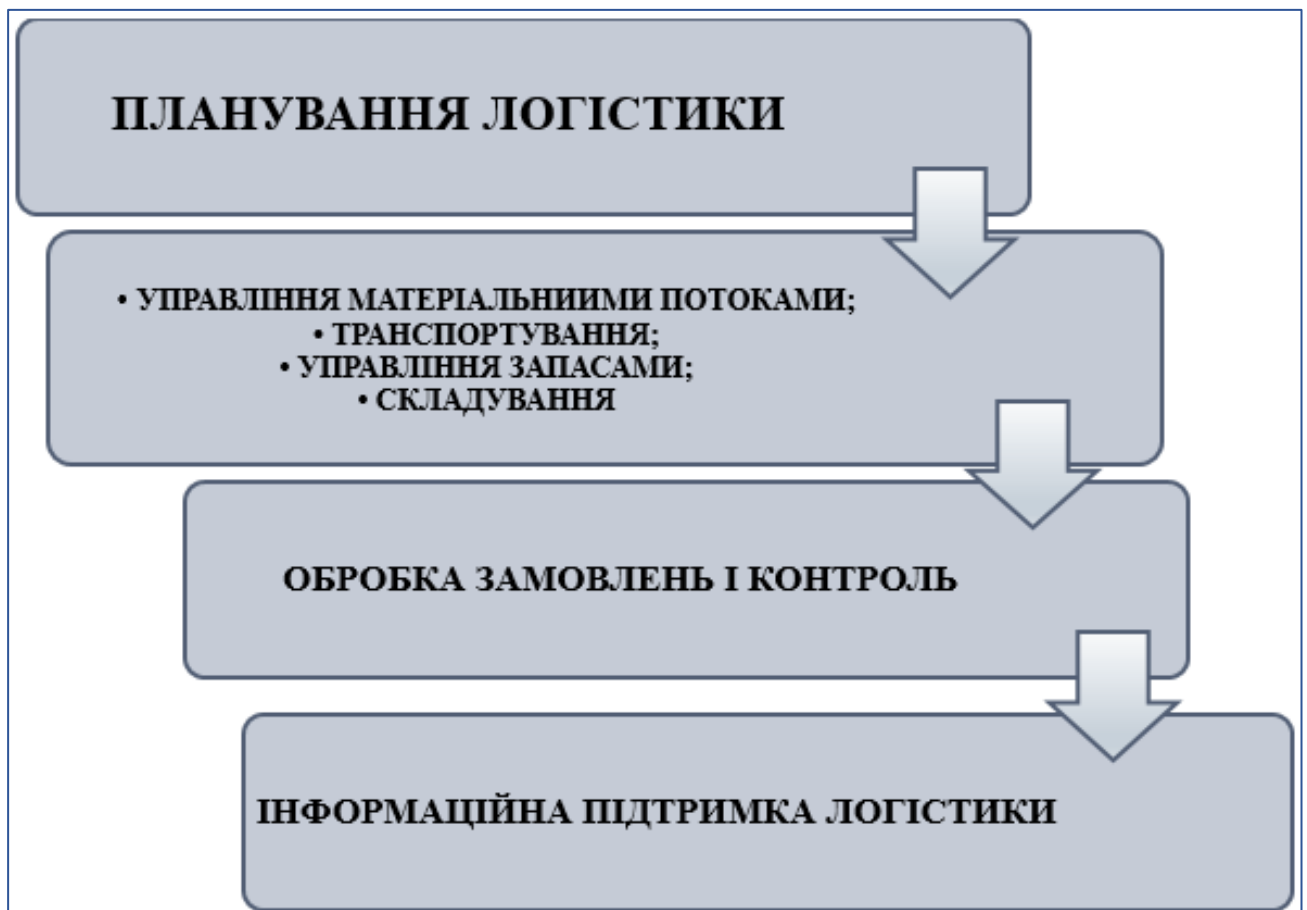 ПЛАНУВАННЯ ЛОГІСТИКИ
• УПРАВЛІННЯ МАТЕРІАЛЬНИИМИ ПОТОКАМИ;
• ТРАНСПОРТУВАННЯ;
• УПРАВЛІННЯ ЗАПАСАМИ;
• СКЛАДУВАННЯ
ОБРОБКА ЗАМОВЛЕНЬ І КОНТРОЛЬ
ІНФОРМАЦІЙНА ПІДТРИМКА ЛОГІСТИКИ